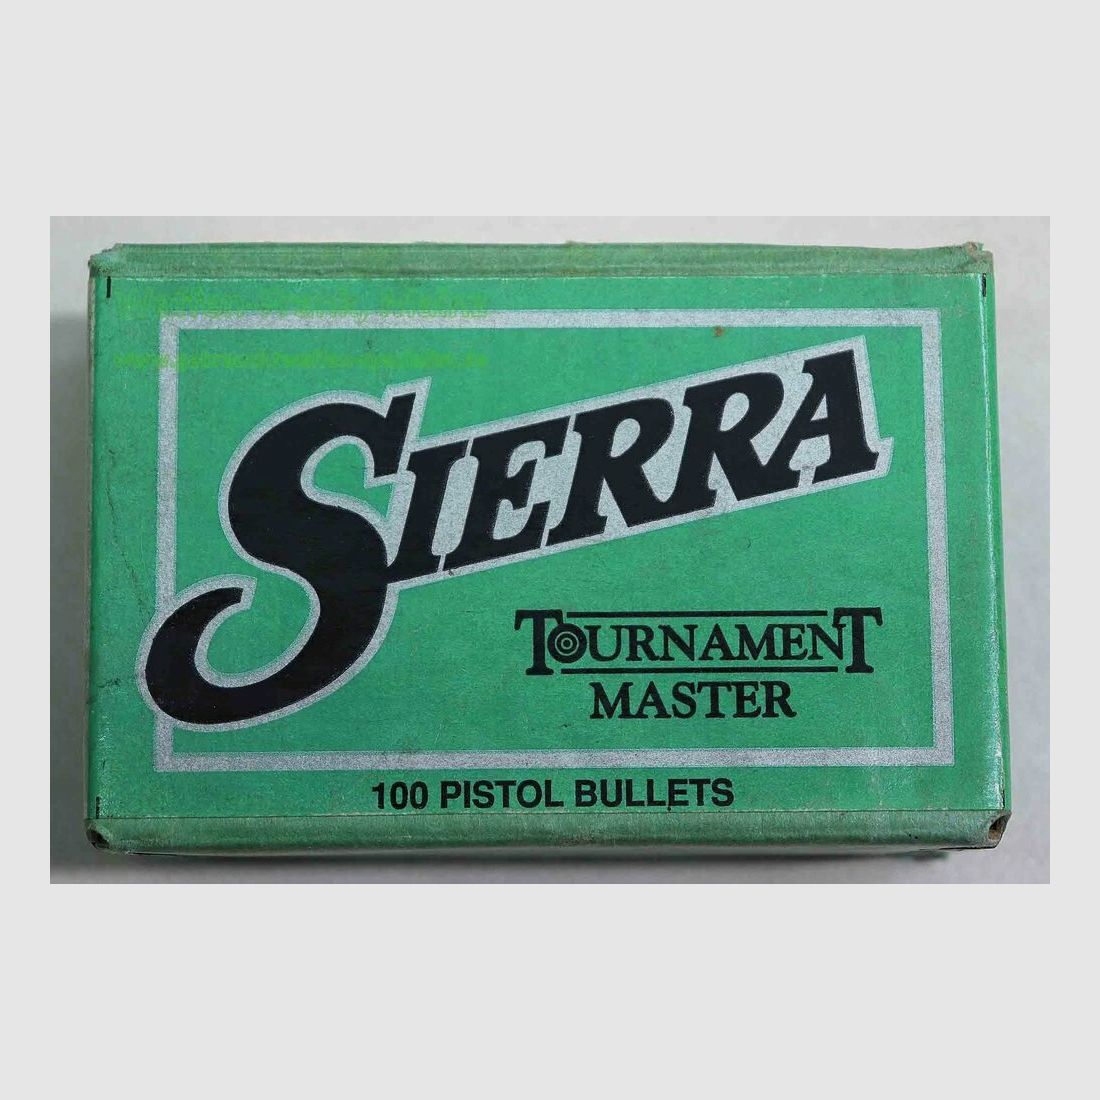 SIERRA
TOURNAMENT
MASTER
100 PISTOL BULLETS